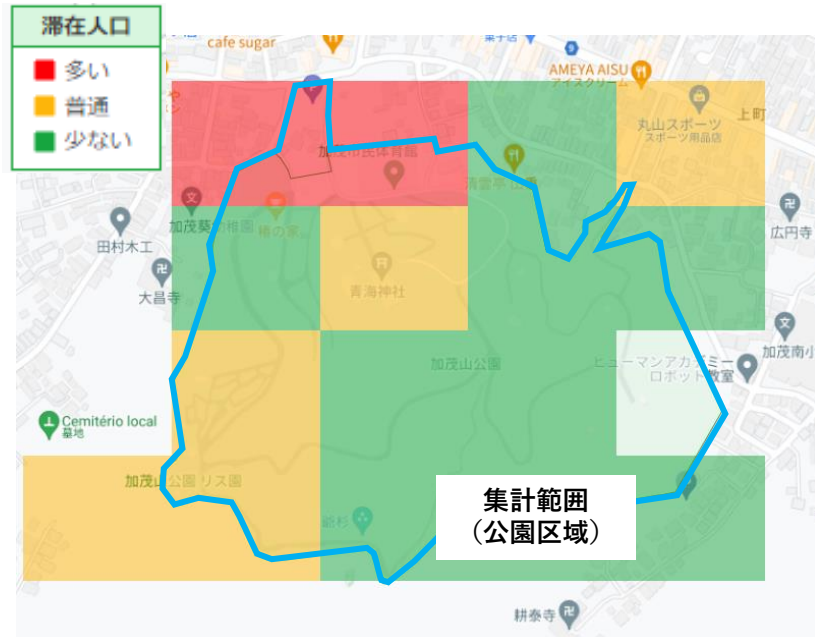 滞在人口
多い
普通
少ない
cafe sugar
菓子店
AMEYA AISU
アイスクリーム
丸山スポーツ
スポーツ用品店
上町
加茂市民体育館
清雲亭
加茂葵幼稚園
椿の家
田村木工
広円寺
大昌寺
青海神社
加茂山公園
ヒューマンアカデミー
ロボット教室
加茂南小
Cemitério local
墓地
加茂山公園 リス園
集計範囲
（公園区域）
耕泰寺